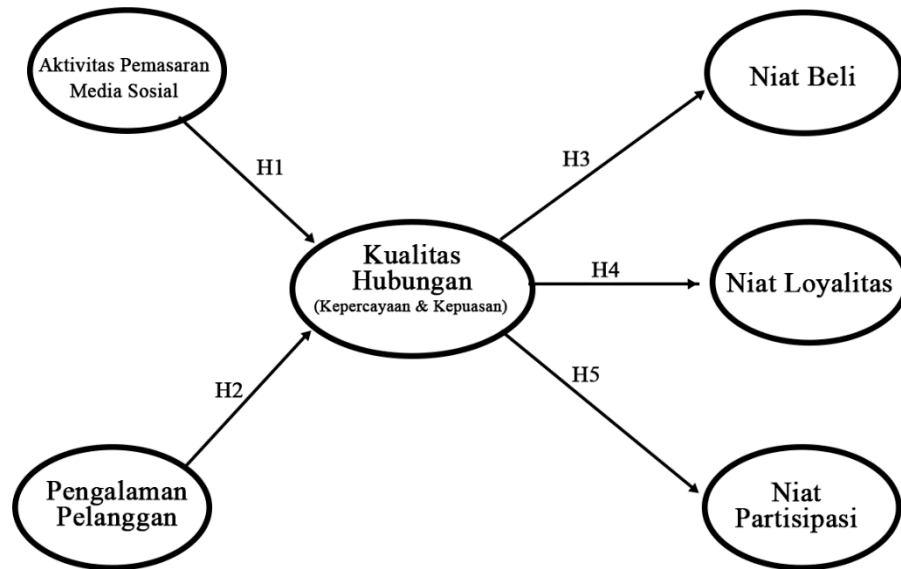 Aktivitas Pemasaran
Media Sosial
Niat Beli
H1
H3
Kualitas
Hubungan
(Kepercayaan & Kepuasan)
H4
Niat Loyalitas
H2
H5
Pengalaman
Pelanggan
Niat
Partisipasi